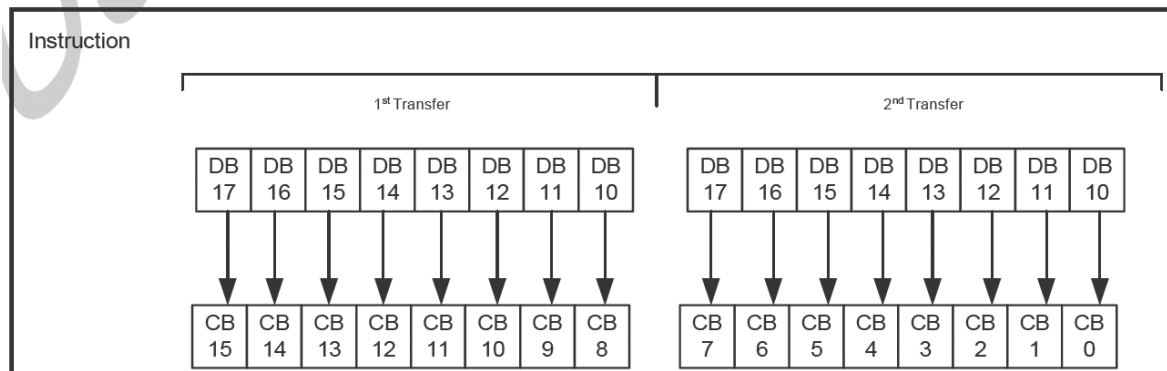 Instruction
1st Transfer 2nd Transfer
DB DB DB DB DB DB DB DB DB DB DB DB DB DB DB DB
17 16 15 14 13 12 11 10 17 16 15 14 13 12 11 10
CB CB CB CB CB CB CB CB CB CB CB CB CB CB CB CB
15 14 13 12 11 10 9 8 7 6 5 4 3 2 1 0